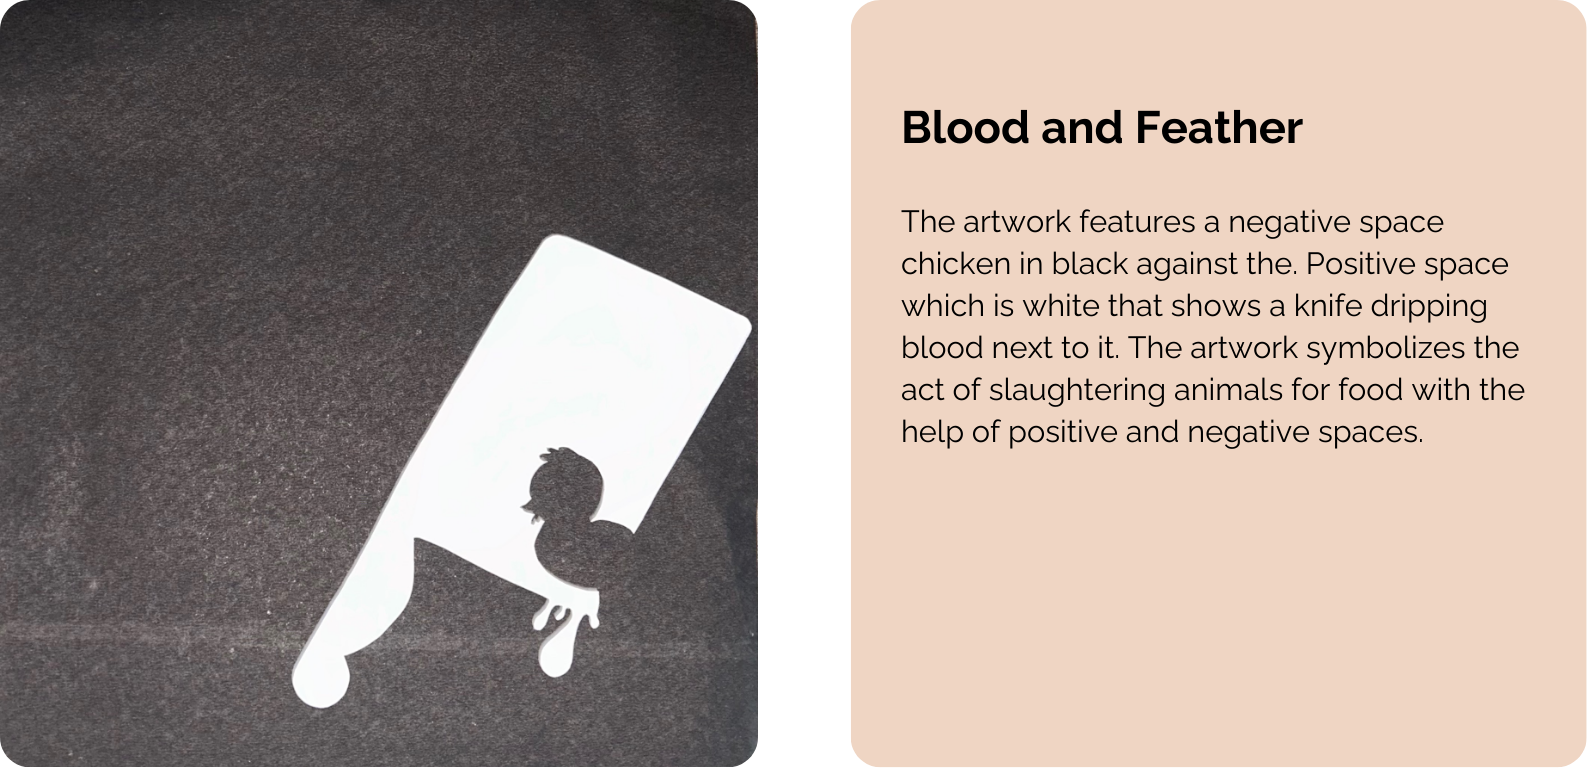 Blood and Feather
The artwork features a negative space
chicken in black against the. Positive space
which is white that shows a knife dripping
blood next to it. The artwork symbolizes the
act of slaughtering animals for food with the
help of positive and negative spaces.